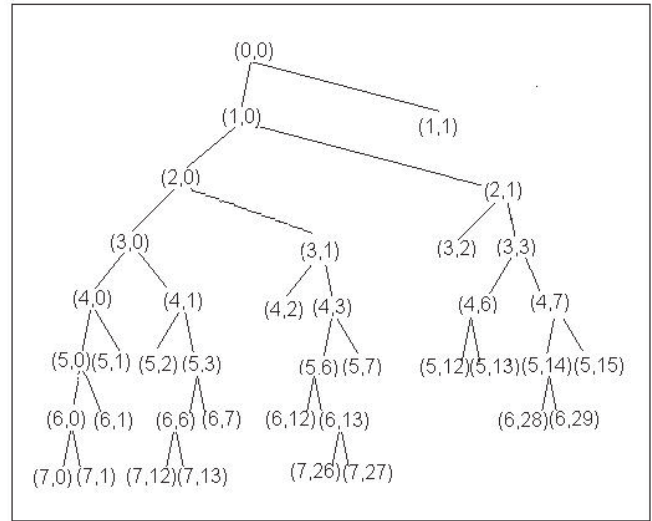 (0,0)
(1,0) (1,1)
(2,0) (2,1)
(3,0) (3,1) (3,2) (3,3)
(4,0) (4,1) (4,2) (4,3) (4,6) (4,7)
(5,0) (5,1) (5,2) (5,3) (5,6) (5,7) (5,12) (5,13) (5,14) (5,15)
(6,0) (6,1) (6,6) (6,7) (6,12) (6,13) (6,28) (6,29)
(7,0) (7,1) (7,12) (7,13) (7,26) (7,27)